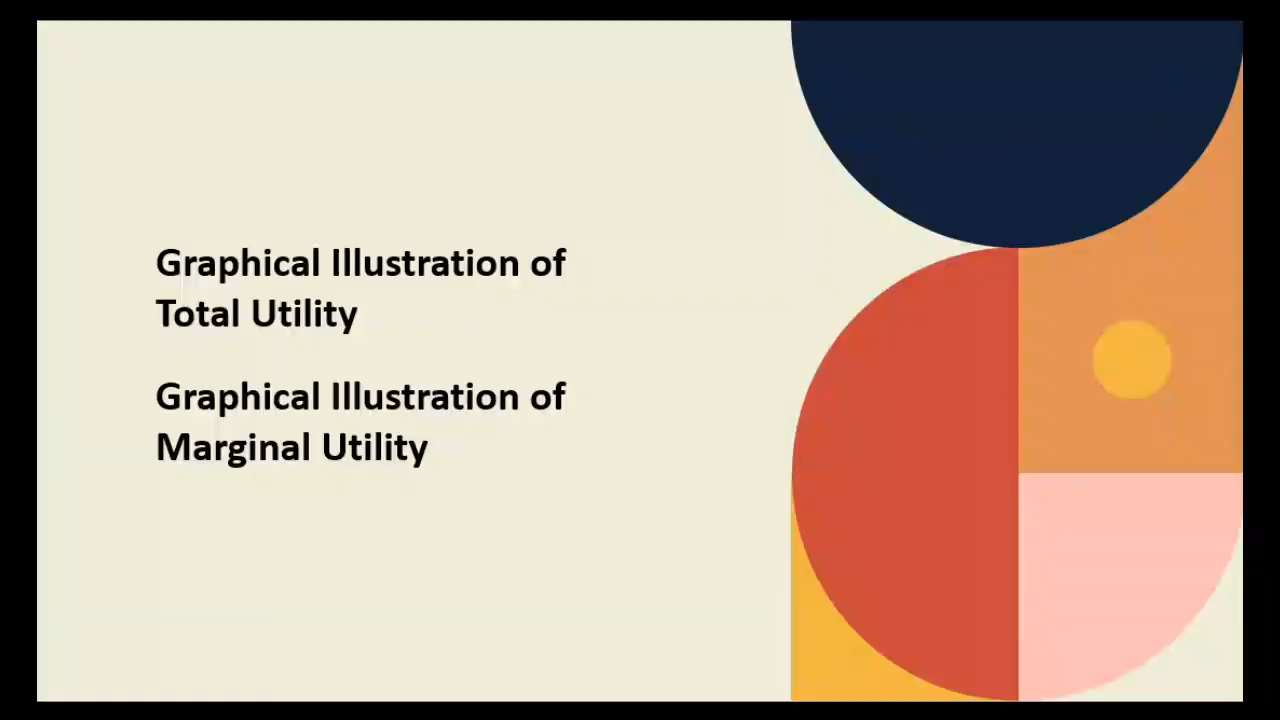 Graphical Illustration of
Total Utility
Graphical Illustration of
Marginal Utility